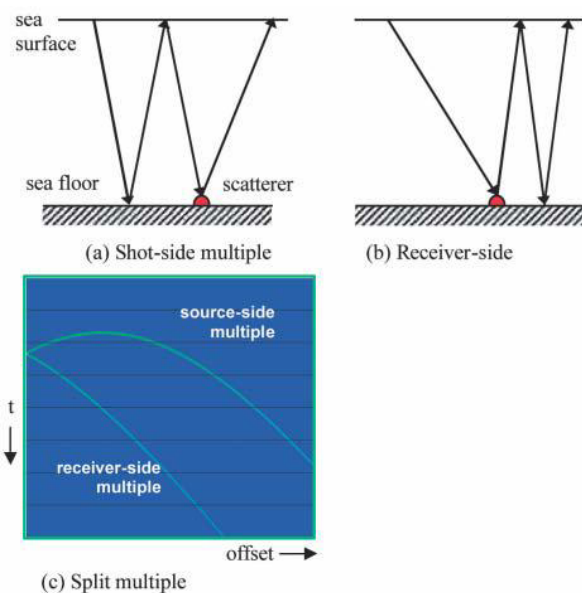 sea
surface
sea floor
scatterer
(a) Shot-side multiple
(b) Receiver-side
source-side
multiple
t
receiver-side
multiple
offset
(c) Split multiple